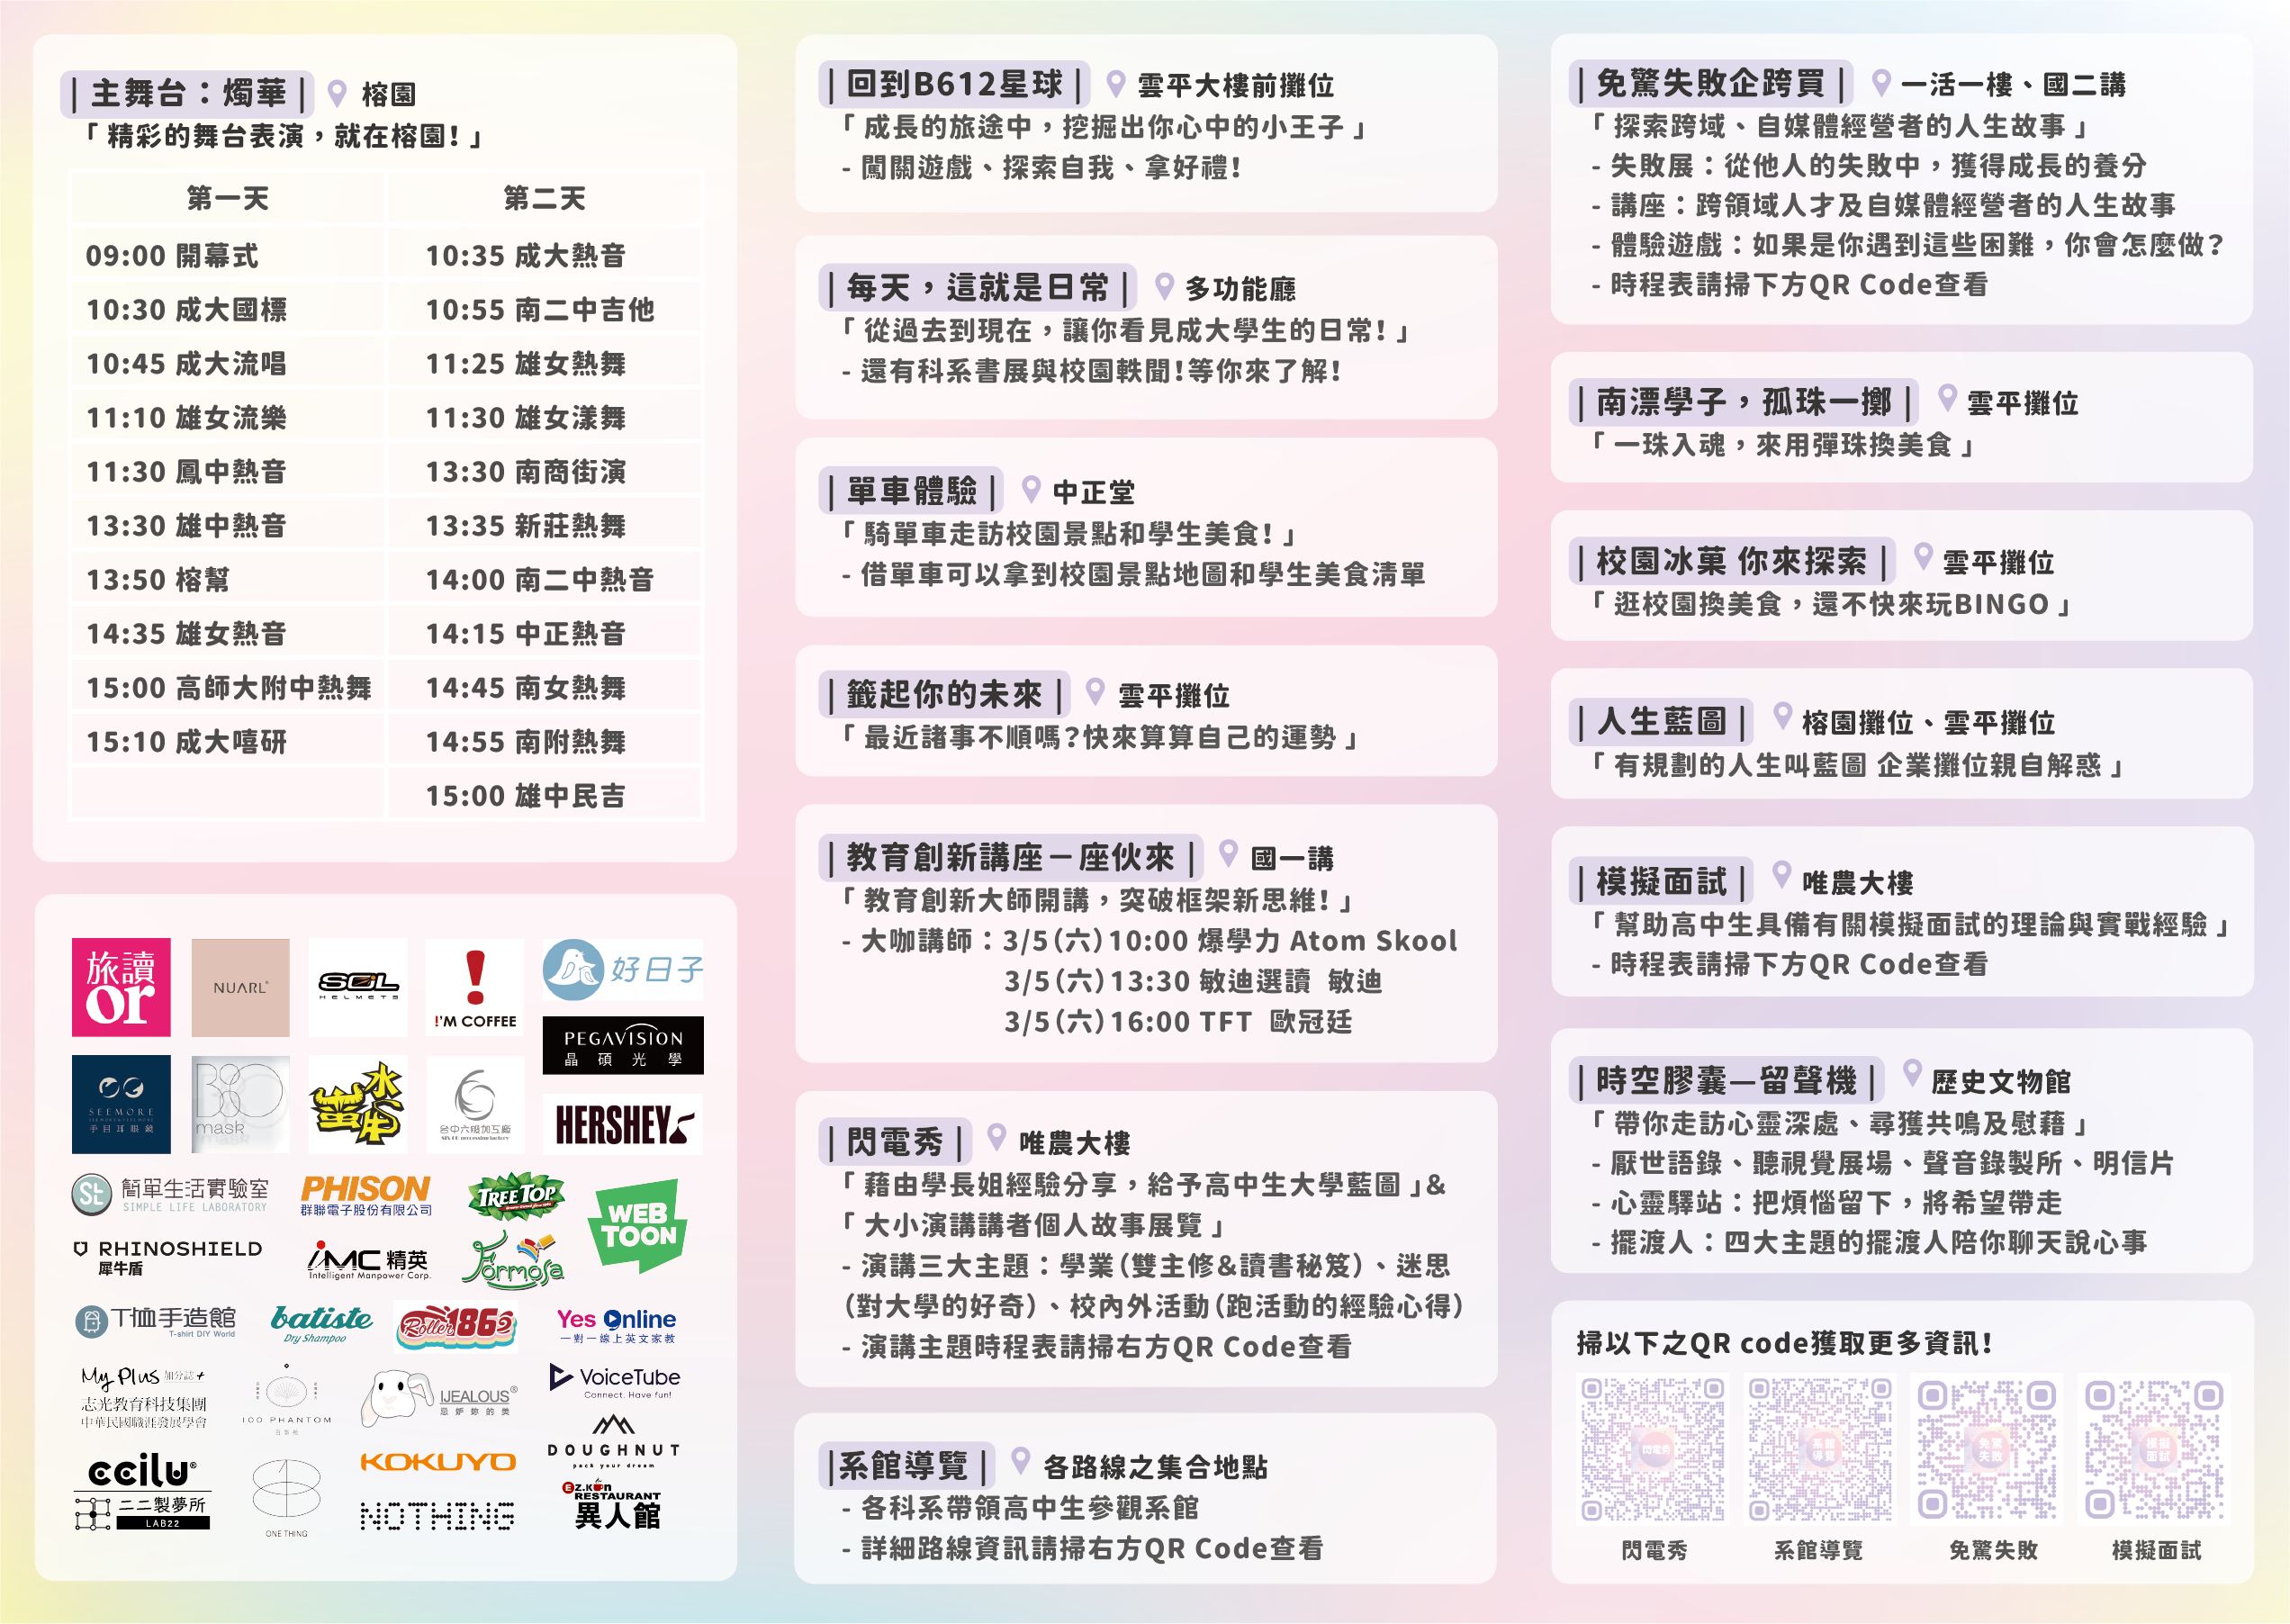 | 主舞台：燭華 | 榕園
「 精彩的舞台表演，就在榕園！」
第一天 第二天
09:00 開幕式 10:35 成大熱音
10:30 成大國標 10:55 南二中吉他
10:45 成大流唱 11:25 雄女熱舞
11:10 雄女流樂 11:30 雄女漾舞
11:30 鳳中熱音 13:30 南商街演
13:30 雄中熱音 13:35 新莊熱舞
13:50 榕幫 14:00 南二中熱音
14:35 雄女熱音 14:15 中正熱音
15:00 高師大附中熱舞 14:45 南女熱舞
15:10 成大嘻研 14:55 南附熱舞
15:00 雄中民吉
旅讀
or
NUARL
SOL
HELMETS
!'M COFFEE
好日子
PEGAVISION
晶碩光學
SEEMORE
手目耳眼鏡
BIO
mask
水牛
台中六順加工廠
HERSHEY'S
St 簡單生活實驗室
SIMPLE LIFE LABORATORY
PHISON
群聯電子股份有限公司
TREE TOP
WEB
TOON
RHINOSHIELD
犀牛盾
iMC 精英
Intelligent Manpower Corp.
Formosa
T恤手造館
T-shirt DIY World
batiste
Dry Shampoo
Roller 1862
Yes Online
一對一線上英文家教
My Plus 加分誌+
志光教育科技集團
中華民國職涯發展學會
100 PHANTOM
IJEALOUS®
忌妒妳的美
VoiceTube
Connect. Have fun!
DOUGHNUT
pack your dream
ccilu®
二二製夢所
LAB22
ONE THING
KOKUYO
NOTHING
EZ.KON
RESTAURANT
異人館
| 回到B612星球 | 雲平大樓前攤位
「 成長的旅途中，挖掘出你心中的小王子 」
- 闖關遊戲、探索自我、拿好禮！
| 每天，這就是日常 | 多功能廳
「 從過去到現在，讓你看見成大學生的日常！」
- 還有科系書展與校園軼聞！等你來了解！
| 單車體驗 | 中正堂
「 騎單車走訪校園景點和學生美食！」
- 借單車可以拿到校園景點地圖和學生美食清單
| 籤起你的未來 | 雲平攤位
「 最近諸事不順嗎？快來算算自己的運勢 」
| 教育創新講座－座伙來 | 國一講
「 教育創新大師開講，突破框架新思維！」
- 大咖講師：3/5（六）10:00 爆學力 Atom Skool
3/5（六）13:30 敏迪選讀 敏迪
3/5（六）16:00 TFT 歐冠廷
| 閃電秀 | 唯農大樓
「 藉由學長姐經驗分享，給予高中生大學藍圖 」&
「 大小演講講者個人故事展覽 」
- 演講三大主題：學業（雙主修&讀書秘笈）、迷思
（對大學的好奇）、校內外活動（跑活動的經驗心得）
- 演講主題時程表請掃右方QR Code查看
|系館導覽 | 各路線之集合地點
- 各科系帶領高中生參觀系館
- 詳細路線資訊請掃右方QR Code查看
| 免驚失敗企跨買 | 一活一樓、國二講
「 探索跨域、自媒體經營者的人生故事 」
- 失敗展：從他人的失敗中，獲得成長的養分
- 講座：跨領域人才及自媒體經營者的人生故事
- 體驗遊戲：如果是你遇到這些困難，你會怎麼做？
- 時程表請掃下方QR Code查看
| 南漂學子，孤珠一擲 | 雲平攤位
「 一珠入魂，來用彈珠換美食 」
| 校園冰菓 你來探索 | 雲平攤位
「 逛校園換美食，還不快來玩BINGO 」
| 人生藍圖 | 榕園攤位、雲平攤位
「 有規劃的人生叫藍圖 企業攤位親自解惑 」
| 模擬面試 | 唯農大樓
「 幫助高中生具備有關模擬面試的理論與實戰經驗 」
- 時程表請掃下方QR Code查看
| 時空膠囊—留聲機 | 歷史文物館
「 帶你走訪心靈深處、尋獲共鳴及慰藉 」
- 厭世語錄、聽視覺展場、聲音錄製所、明信片
- 心靈驛站：把煩惱留下，將希望帶走
- 擺渡人：四大主題的擺渡人陪你聊天說心事
掃以下之QR code獲取更多資訊！
閃電秀 系館導覽 免驚失敗 模擬面試
閃電秀 系館導覽 免驚失敗 模擬面試